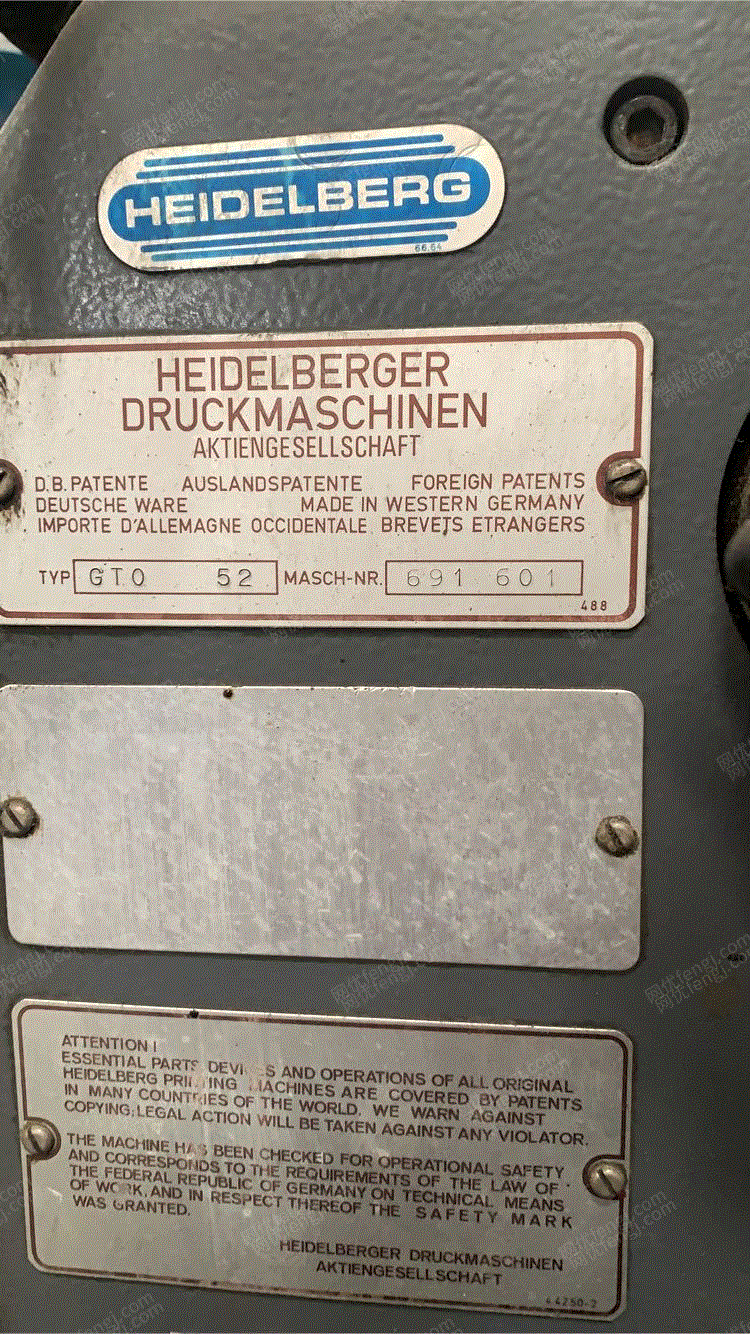 HEIDELBERG
66.64
HEIDELBERGER
DRUCKMASCHINEN
AKTIENGESELLSCHAFT
D.B. PATENTE AUSLANDSPATENTE FOREIGN PATENTS
DEUTSCHE WARE MADE IN WESTERN GERMANY
IMPORTE D'ALLEMAGNE OCCIDENTALE BREVETS ETRANGERS
TYP GTO 52 MASCH-NR. 691 601
488
ATTENTION !
ESSENTIAL PARTS AND OPERATIONS OF ALL ORIGINAL
HEIDELBERG MACHINES ARE COVERED BY PATENTS
IN MANY COUNTRIES OF THE WORLD. WE WARN AGAINST
COPYING: LEGAL ACTION WILL BE TAKEN AGAINST ANY VIOLATOR.
THE MACHINE HAS BEEN CHECKED FOR OPERATIONAL SAFETY
AND CORRESPONDS TO THE REQUIREMENTS OF THE LAW OF
THE FEDERAL REPUBLIC OF GERMANY ON TECHNICAL MEANS
OF WORK, AND IN RESPECT THEREOF THE SAFETY MARK
WAS GRANTED.
HEIDELBERGER DRUCKMASCHINEN
AKTIENGESELLSCHAFT